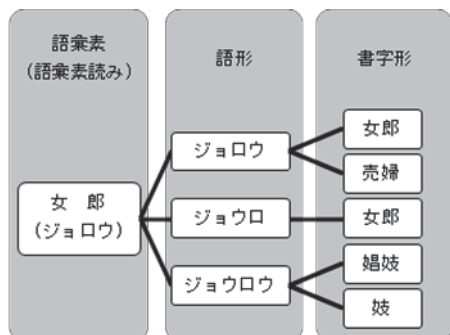 語彙素
(語彙素読み)
語形
書字形
女 郎
(ジョロウ)
ジョロウ
ジョウロ
ジョウロウ
女郎
売婦
女郎
娼妓
妓